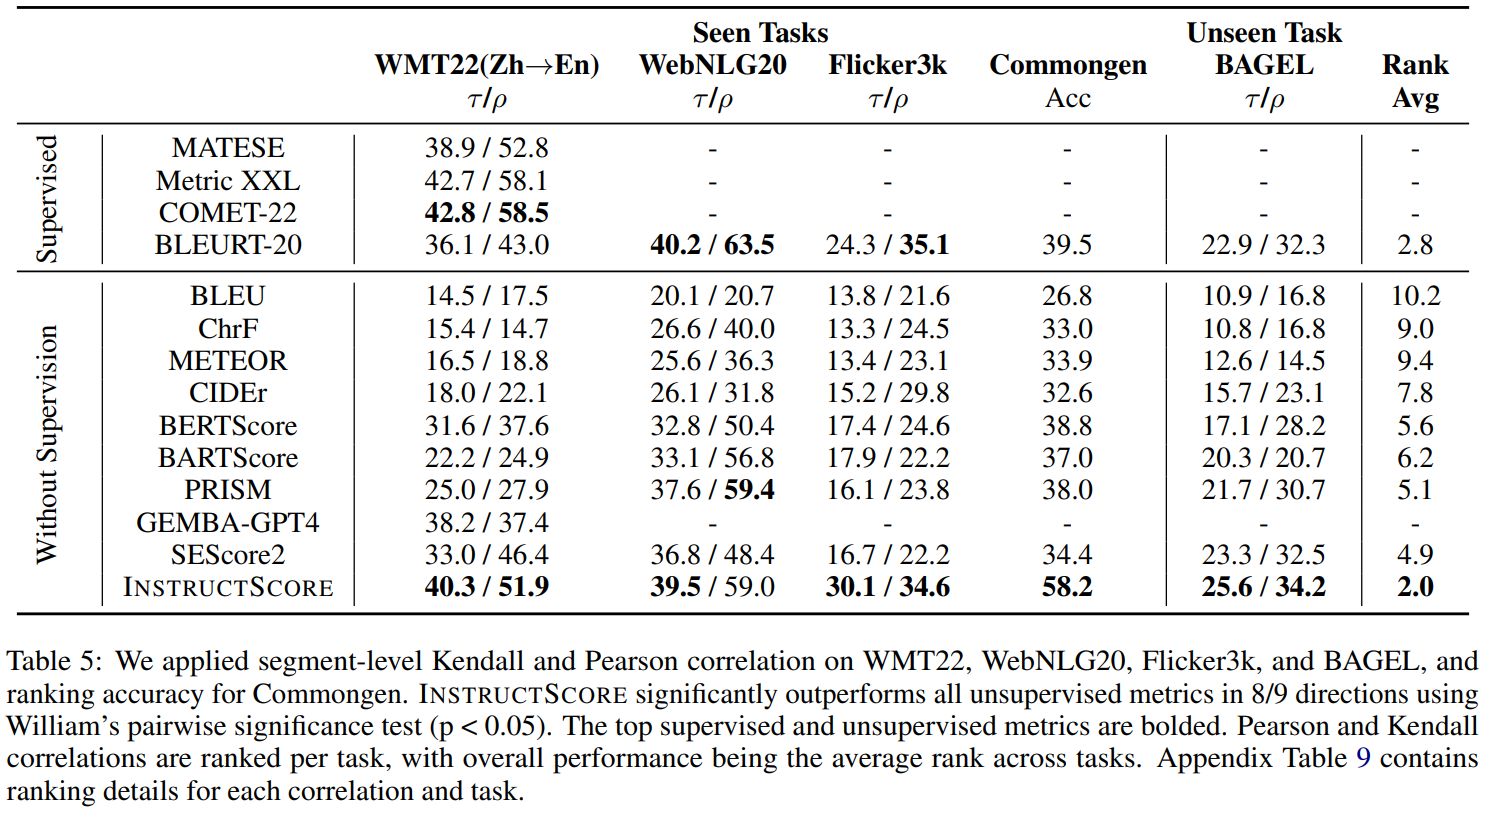 Seen Tasks Unseen Task
WMT22(Zh→En) WebNLG20 Flicker3k Commongen BAGEL Rank
τ/ρ τ/ρ τ/ρ Acc τ/ρ Avg
Supervised
MATESE 38.9 / 52.8 - - - - -
Metric XXL 42.7 / 58.1 - - - - -
COMET-22 42.8 / 58.5 - - - - -
BLEURT-20 36.1 / 43.0 40.2 / 63.5 24.3 / 35.1 39.5 22.9 / 32.3 2.8
Without Supervision
BLEU 14.5 / 17.5 20.1 / 20.7 13.8 / 21.6 26.8 10.9 / 16.8 10.2
ChrF 15.4 / 14.7 26.6 / 40.0 13.3 / 24.5 33.0 10.8 / 16.8 9.0
METEOR 16.5 / 18.8 25.6 / 36.3 13.4 / 23.1 33.9 12.6 / 14.5 9.4
CIDEr 18.0 / 22.1 26.1 / 31.8 15.2 / 29.8 32.6 15.7 / 23.1 7.8
BERTScore 31.6 / 37.6 32.8 / 50.4 17.4 / 24.6 38.8 17.1 / 28.2 5.6
BARTScore 22.2 / 24.9 33.1 / 56.8 17.9 / 22.2 37.0 20.3 / 20.7 6.2
PRISM 25.0 / 27.9 37.6 / 59.4 16.1 / 23.8 38.0 21.7 / 30.7 5.1
GEMBA-GPT4 38.2 / 37.4 - - - - -
SEScore2 33.0 / 46.4 36.8 / 48.4 16.7 / 22.2 34.4 23.3 / 32.5 4.9
INSTRUCTSCORE 40.3 / 51.9 39.5 / 59.0 30.1 / 34.6 58.2 25.6 / 34.2 2.0
Table 5: We applied segment-level Kendall and Pearson correlation on WMT22, WebNLG20, Flicker3k, and BAGEL, and
ranking accuracy for Commongen. INSTRUCTSCORE significantly outperforms all unsupervised metrics in 8/9 directions using
William's pairwise significance test (p < 0.05). The top supervised and unsupervised metrics are bolded. Pearson and Kendall
correlations are ranked per task, with overall performance being the average rank across tasks. Appendix Table 9 contains
ranking details for each correlation and task.